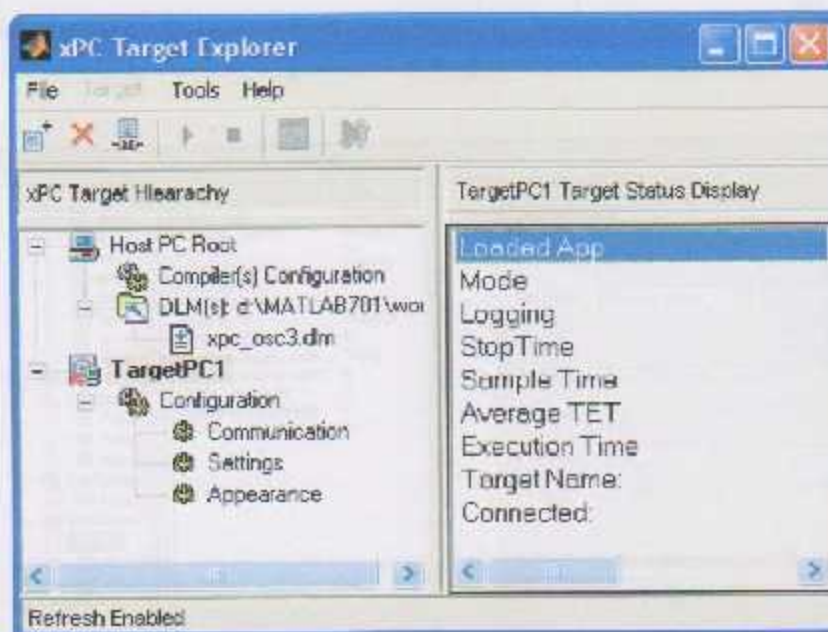 xPC Target Explorer
File Target Tools Help
xPC Target Hiearachy
Host PC Root
Compiler(s) Configuration
DLM(s): d:\MATLAB701\wor
xpc_osc3.dlm
TargetPC1
Configuration
Communication
Settings
Appearance
TargetPC1 Target Status Display
Loaded App
Mode
Logging
StopTime
Sample Time
Average TET
Execution Time
Target Name:
Connected:
Refresh Enabled